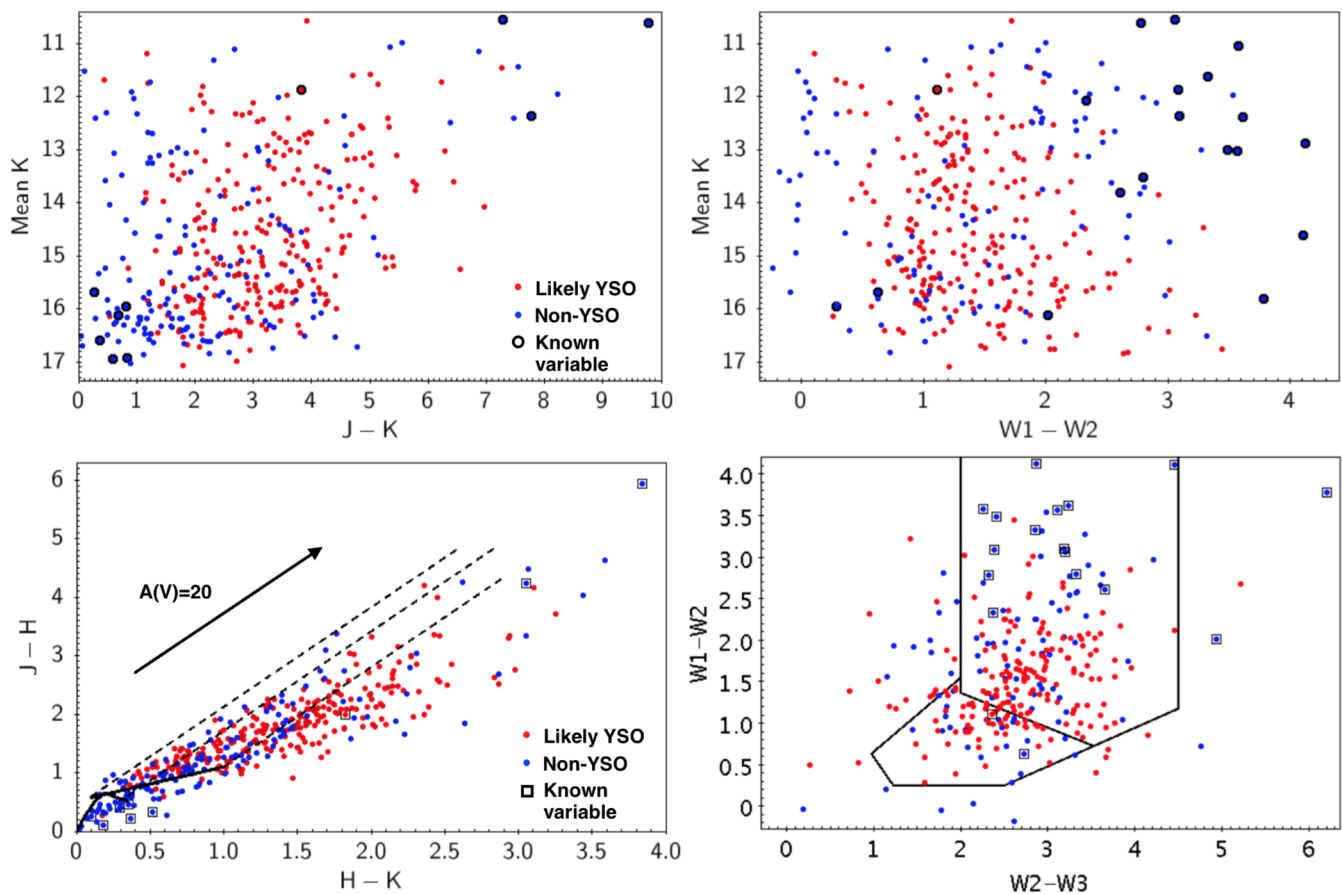 11
12
13
14
15
16
17
Mean K
0 1 2 3 4 5 6 7 8 9 10
J – K
Likely YSO
Non-YSO
Known
variable
11
12
13
14
15
16
17
Mean K
0 1 2 3 4
W1 – W2
6
5
4
3
2
1
0
J – H
A(V)=20
0 0.5 1.0 1.5 2.0 2.5 3.0 3.5 4.0
H – K
Likely YSO
Non-YSO
Known
variable
4.0
3.5
3.0
2.5
2.0
1.5
1.0
0.5
0
W1–W2
0 1 2 3 4 5 6
W2–W3